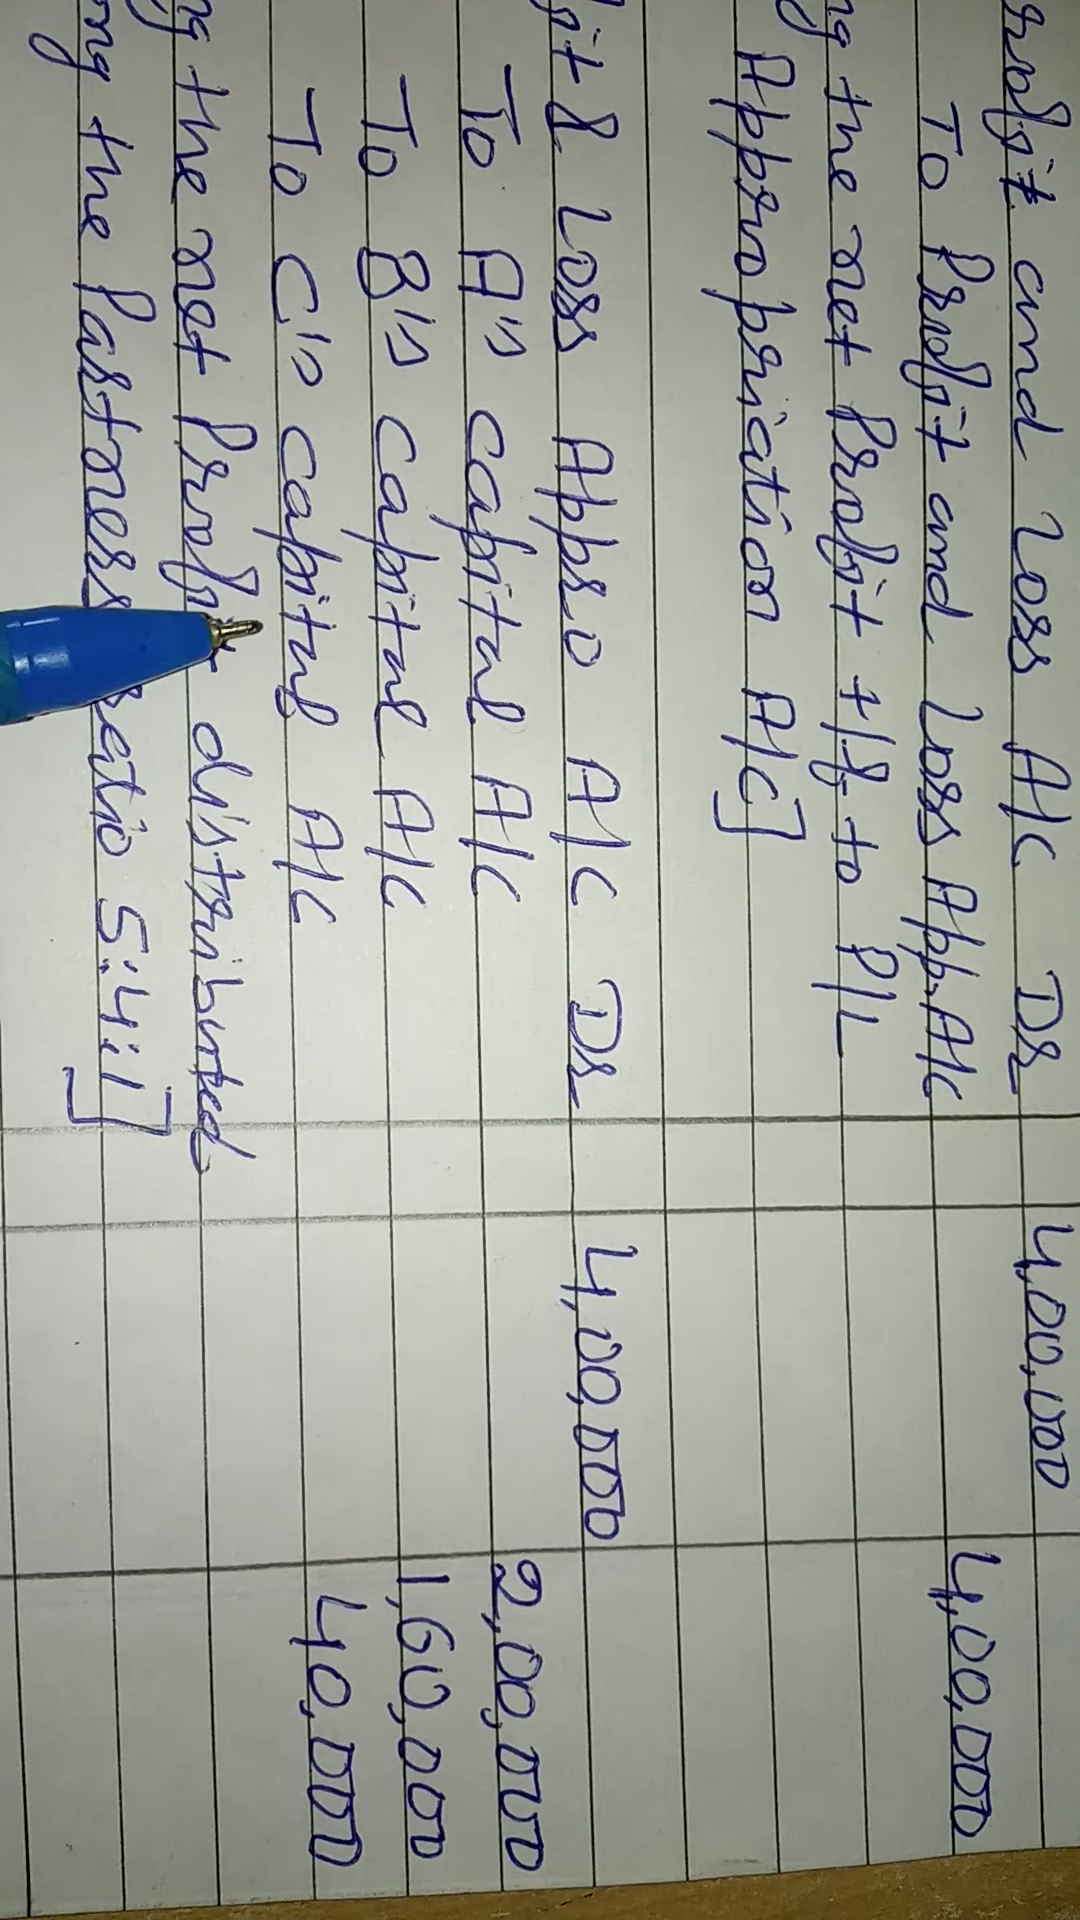 and Loss A/c Dr 4,00,000
To Profit and Loss App. A/c 4,00,000
the net Profit t/f to P/L
Appropriation A/c]
& Loss Appro A/c Dr 4,00,000
To A's capital A/c 2,00,000
To B's capital A/c 1,60,000
To C's capital A/c 40,000
the net Profit distributed
the Partners ratio 5:4:1]